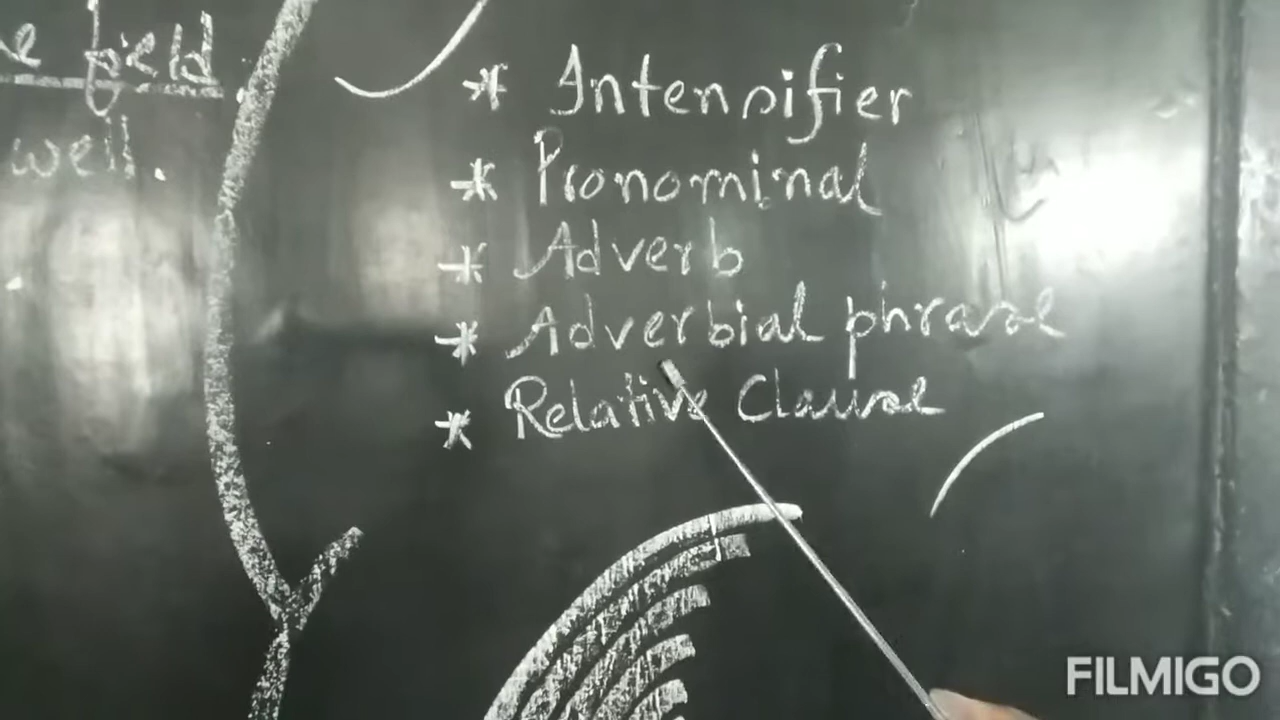 e field
well.
* Intensifier
* Pronominal
* Adverb
* Adverbial phrase
* Relative Clause
FILMIGO